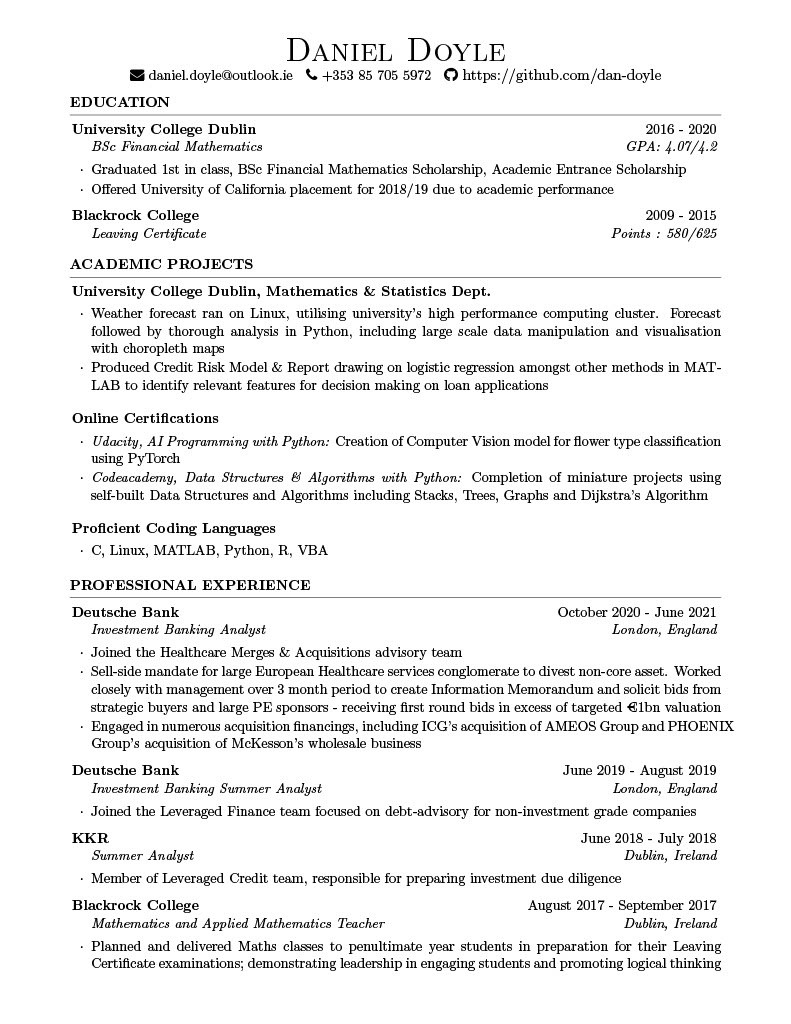 Daniel Doyle
daniel.doyle@outlook.ie +353 85 705 5972 https://github.com/dan-doyle
EDUCATION
University College Dublin 2016 - 2020
BSc Financial Mathematics GPA: 4.07/4.2
· Graduated 1st in class, BSc Financial Mathematics Scholarship, Academic Entrance Scholarship
· Offered University of California placement for 2018/19 due to academic performance
Blackrock College 2009 - 2015
Leaving Certificate Points : 580/625
ACADEMIC PROJECTS
University College Dublin, Mathematics & Statistics Dept.
· Weather forecast ran on Linux, utilising university's high performance computing cluster. Forecast
followed by thorough analysis in Python, including large scale data manipulation and visualisation
with choropleth maps
· Produced Credit Risk Model & Report drawing on logistic regression amongst other methods in MAT-
LAB to identify relevant features for decision making on loan applications
Online Certifications
· Udacity, AI Programming with Python: Creation of Computer Vision model for flower type classification
using PyTorch
· Codeacademy, Data Structures & Algorithms with Python: Completion of miniature projects using
self-built Data Structures and Algorithms including Stacks, Trees, Graphs and Dijkstra's Algorithm
Proficient Coding Languages
· C, Linux, MATLAB, Python, R, VBA
PROFESSIONAL EXPERIENCE
Deutsche Bank October 2020 - June 2021
Investment Banking Analyst London, England
· Joined the Healthcare Merges & Acquisitions advisory team
· Sell-side mandate for large European Healthcare services conglomerate to divest non-core asset. Worked
closely with management over 3 month period to create Information Memorandum and solicit bids from
strategic buyers and large PE sponsors - receiving first round bids in excess of targeted €1bn valuation
· Engaged in numerous acquisition financings, including ICG's acquisition of AMEOS Group and PHOENIX
Group's acquisition of McKesson's wholesale business
Deutsche Bank June 2019 - August 2019
Investment Banking Summer Analyst London, England
· Joined the Leveraged Finance team focused on debt-advisory for non-investment grade companies
KKR June 2018 - July 2018
Summer Analyst Dublin, Ireland
· Member of Leveraged Credit team, responsible for preparing investment due diligence
Blackrock College August 2017 - September 2017
Mathematics and Applied Mathematics Teacher Dublin, Ireland
· Planned and delivered Maths classes to penultimate year students in preparation for their Leaving
Certificate examinations; demonstrating leadership in engaging students and promoting logical thinking